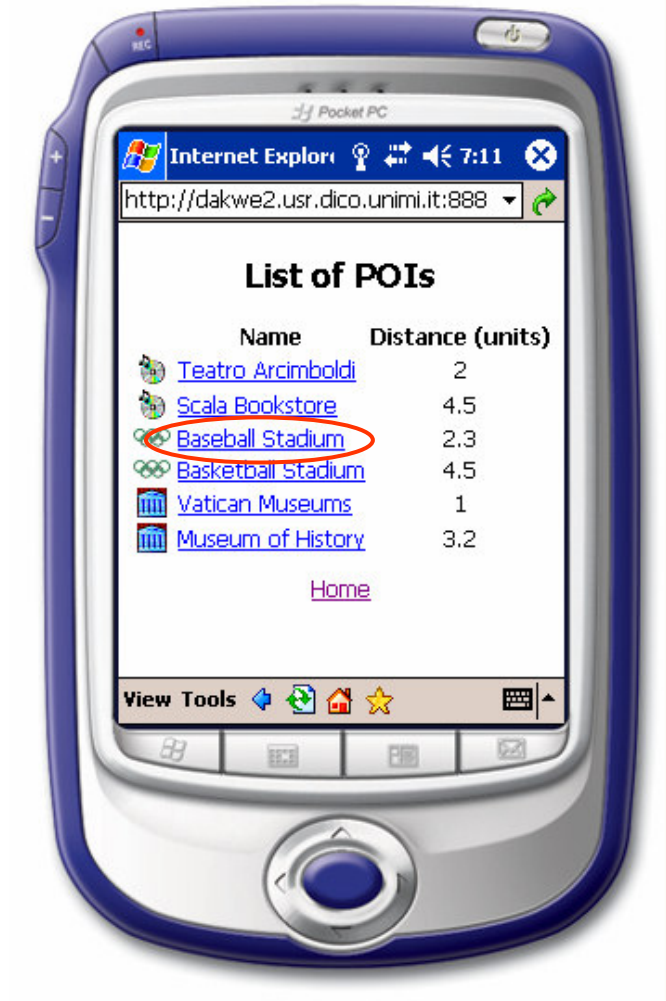 REC
Pocket PC
Internet Explor 7:11
http://dakwe2.usr.dico.unimi.it:888
List of POIs
Name Distance (units)
Teatro Arcimboldi 2
Scala Bookstore 4.5
Baseball Stadium 2.3
Basketball Stadium 4.5
Vatican Museums 1
Museum of History 3.2
Home
View Tools